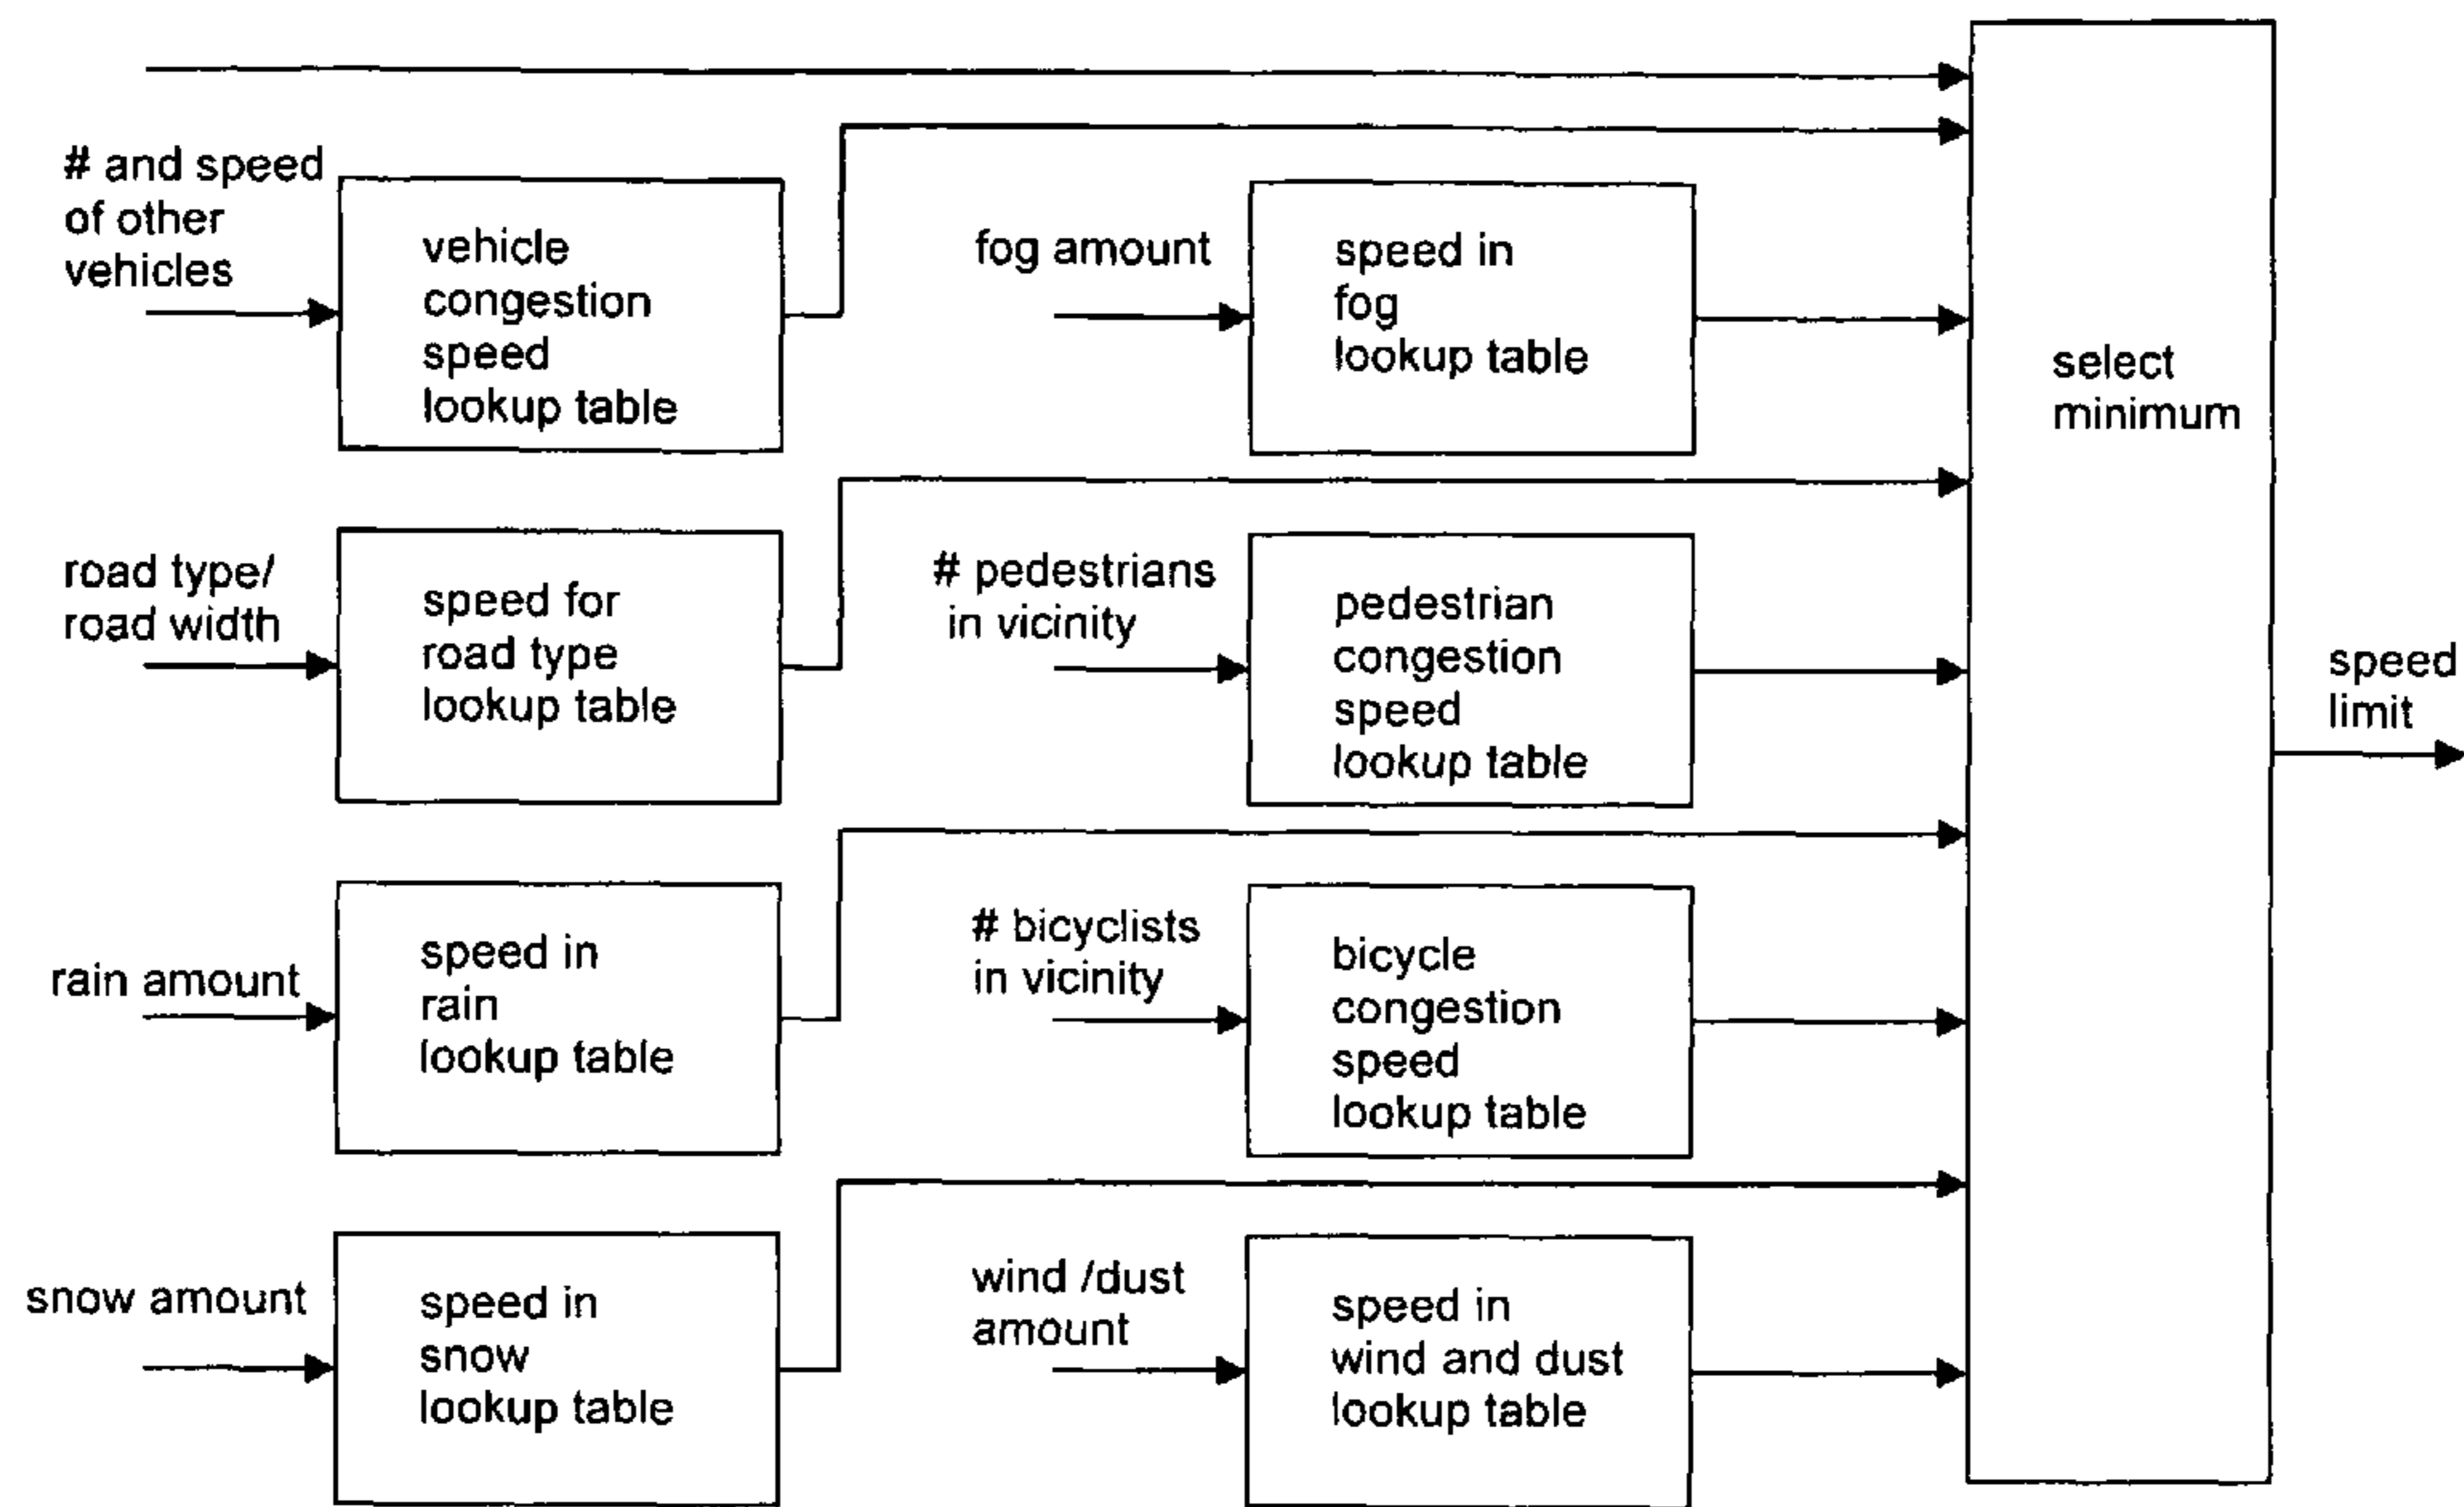 # and speed
of other
vehicles
vehicle
congestion
speed
lookup table
fog amount
speed in
fog
lookup table
select
minimum
road type/
road width
speed for
road type
lookup table
# pedestrians
in vicinity
pedestrian
congestion
speed
lookup table
speed
limit
rain amount
speed in
rain
lookup table
# bicyclists
in vicinity
bicycle
congestion
speed
lookup table
snow amount
speed in
snow
lookup table
wind /dust
amount
speed in
wind and dust
lookup table